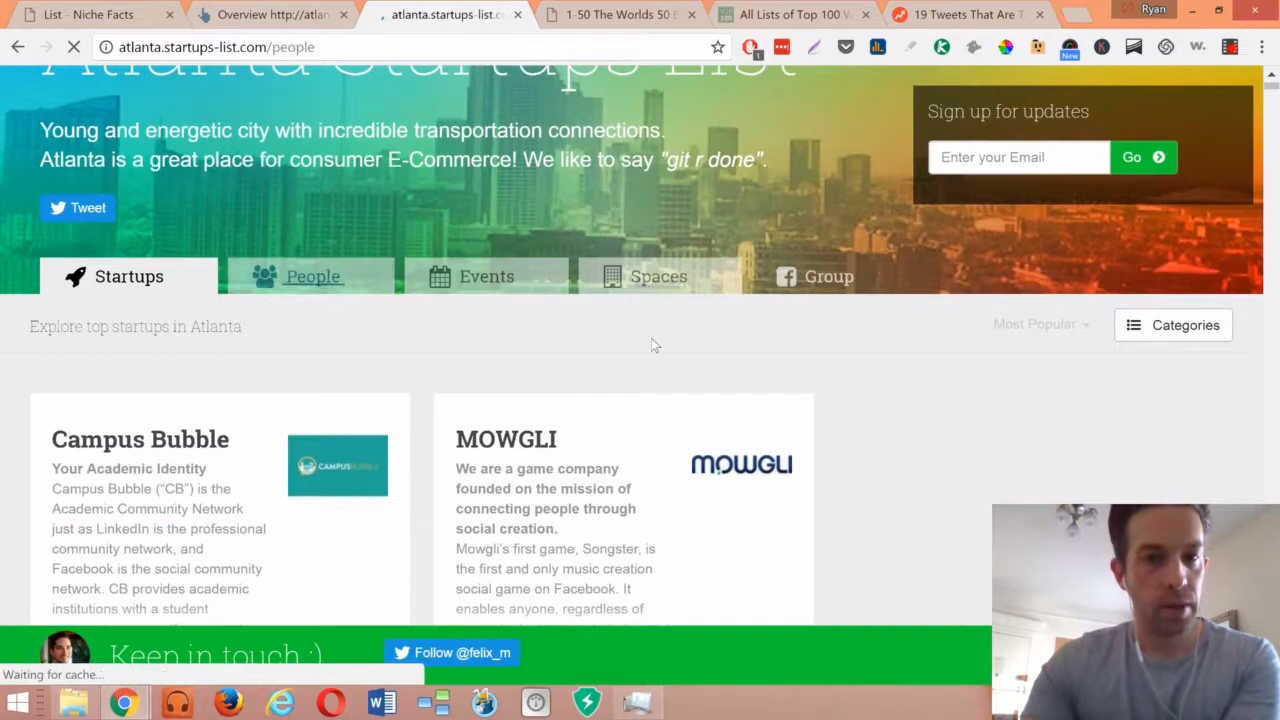 List - Niche Facts
Overview http://atlan
atlanta.startups-list.c
1-50 The Worlds 50 B
All Lists of Top 100 W
19 Tweets That Are T
Ryan
atlanta.startups-list.com/people
1
New
w.
Atlanta Startups List
Young and energetic city with incredible transportation connections.
Atlanta is a great place for consumer E-Commerce! We like to say "git r done".
Tweet
Sign up for updates
Enter your Email
Go
Startups
People
Events
Spaces
Group
Explore top startups in Atlanta
Most Popular
Categories
Campus Bubble
Your Academic Identity
Campus Bubble ("CB") is the
Academic Community Network
just as LinkedIn is the professional
community network, and
Facebook is the social community
network. CB provides academic
institutions with a student
CAMPUSBUBBLE
MOWGLI
We are a game company
founded on the mission of
connecting people through
social creation.
Mowgli's first game, Songster, is
the first and only music creation
social game on Facebook. It
enables anyone, regardless of
mowgli
Keep in touch :)
Follow @felix_m
Waiting for cache...